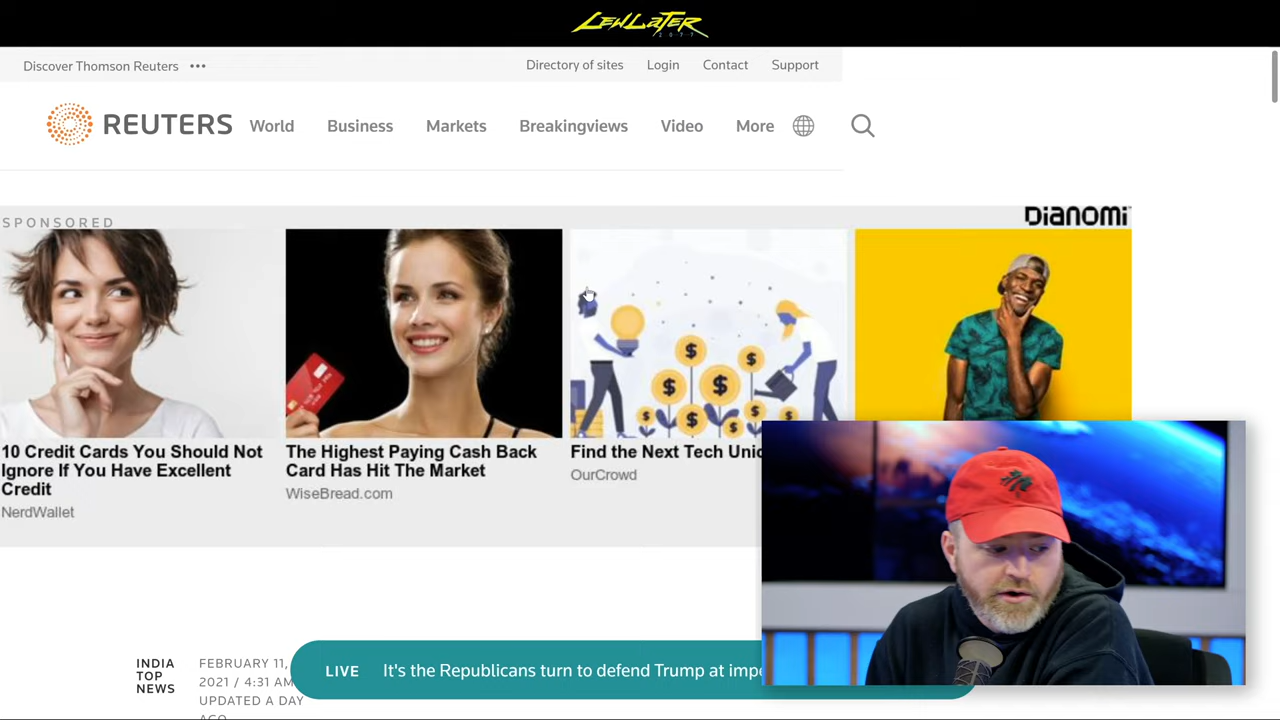 LEWLATER
2077
Discover Thomson Reuters •••
Directory of sites Login Contact Support
REUTERS World Business Markets Breakingviews Video More
SPONSORED
DIANOMI
10 Credit Cards You Should Not
Ignore If You Have Excellent
Credit
NerdWallet
The Highest Paying Cash Back
Card Has Hit The Market
WiseBread.com
Find the Next Tech
OurCrowd
INDIA
TOP
NEWS
FEBRUARY 11,
2021 / 4:31 AM
UPDATED A DAY
AGO
LIVE It's the Republicans turn to defend Trump at